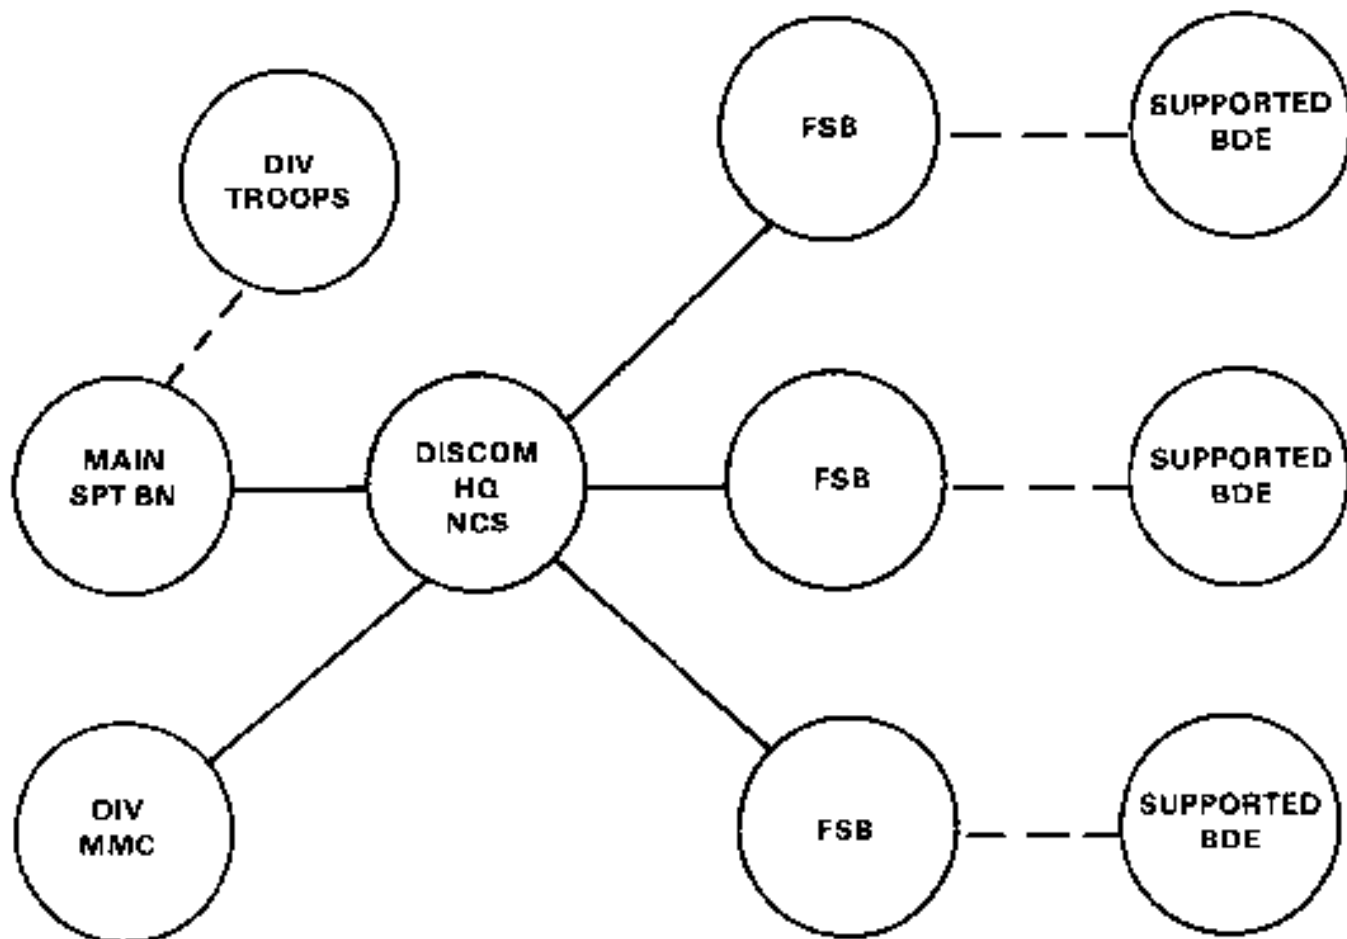 DIV
TROOPS
FSB
SUPPORTED
BDE
MAIN
SPT BN
DISCOM
HQ
NCS
FSB
SUPPORTED
BDE
DIV
MMC
FSB
SUPPORTED
BDE